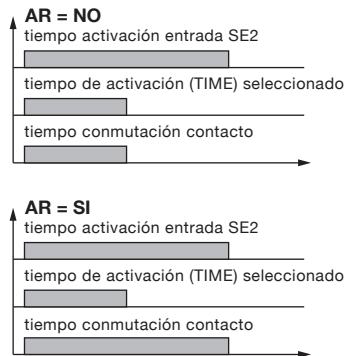 AR = NO
tiempo activación entrada SE2
tiempo de activación (TIME) seleccionado
tiempo conmutación contacto
AR = SI
tiempo activación entrada SE2
tiempo de activación (TIME) seleccionado
tiempo conmutación contacto